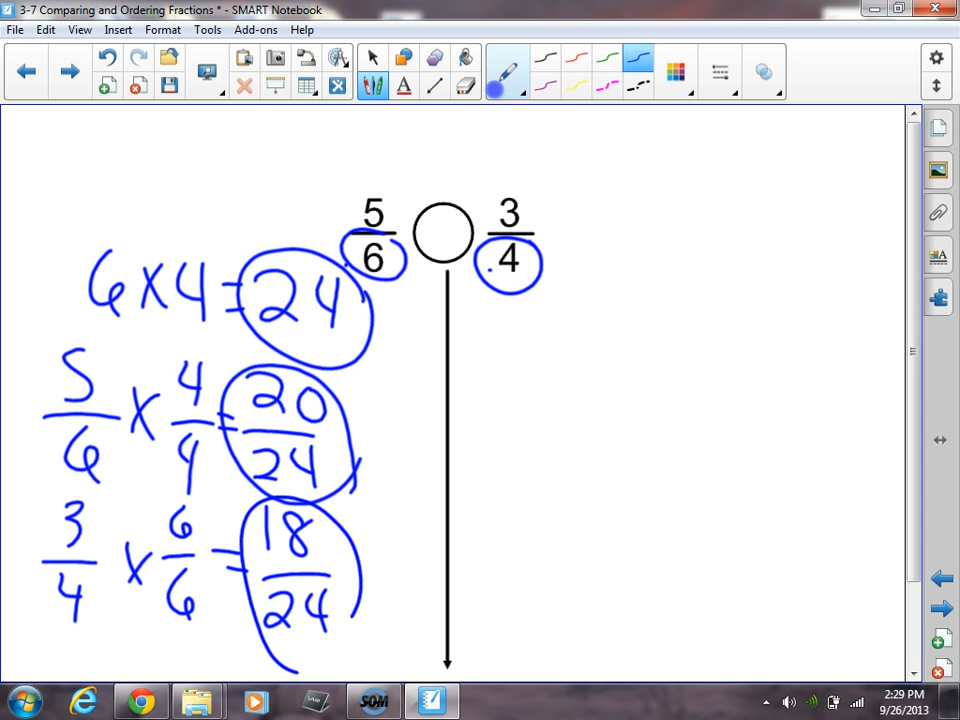 3-7 Comparing and Ordering Fractions * - SMART Notebook
File Edit View Insert Format Tools Add-ons Help
5/6 3/4
6 × 4 = 24
5/6 × 4/4 = 20/24
3/4 × 6/6 = 18/24
SOM
2:29 PM
9/26/2013